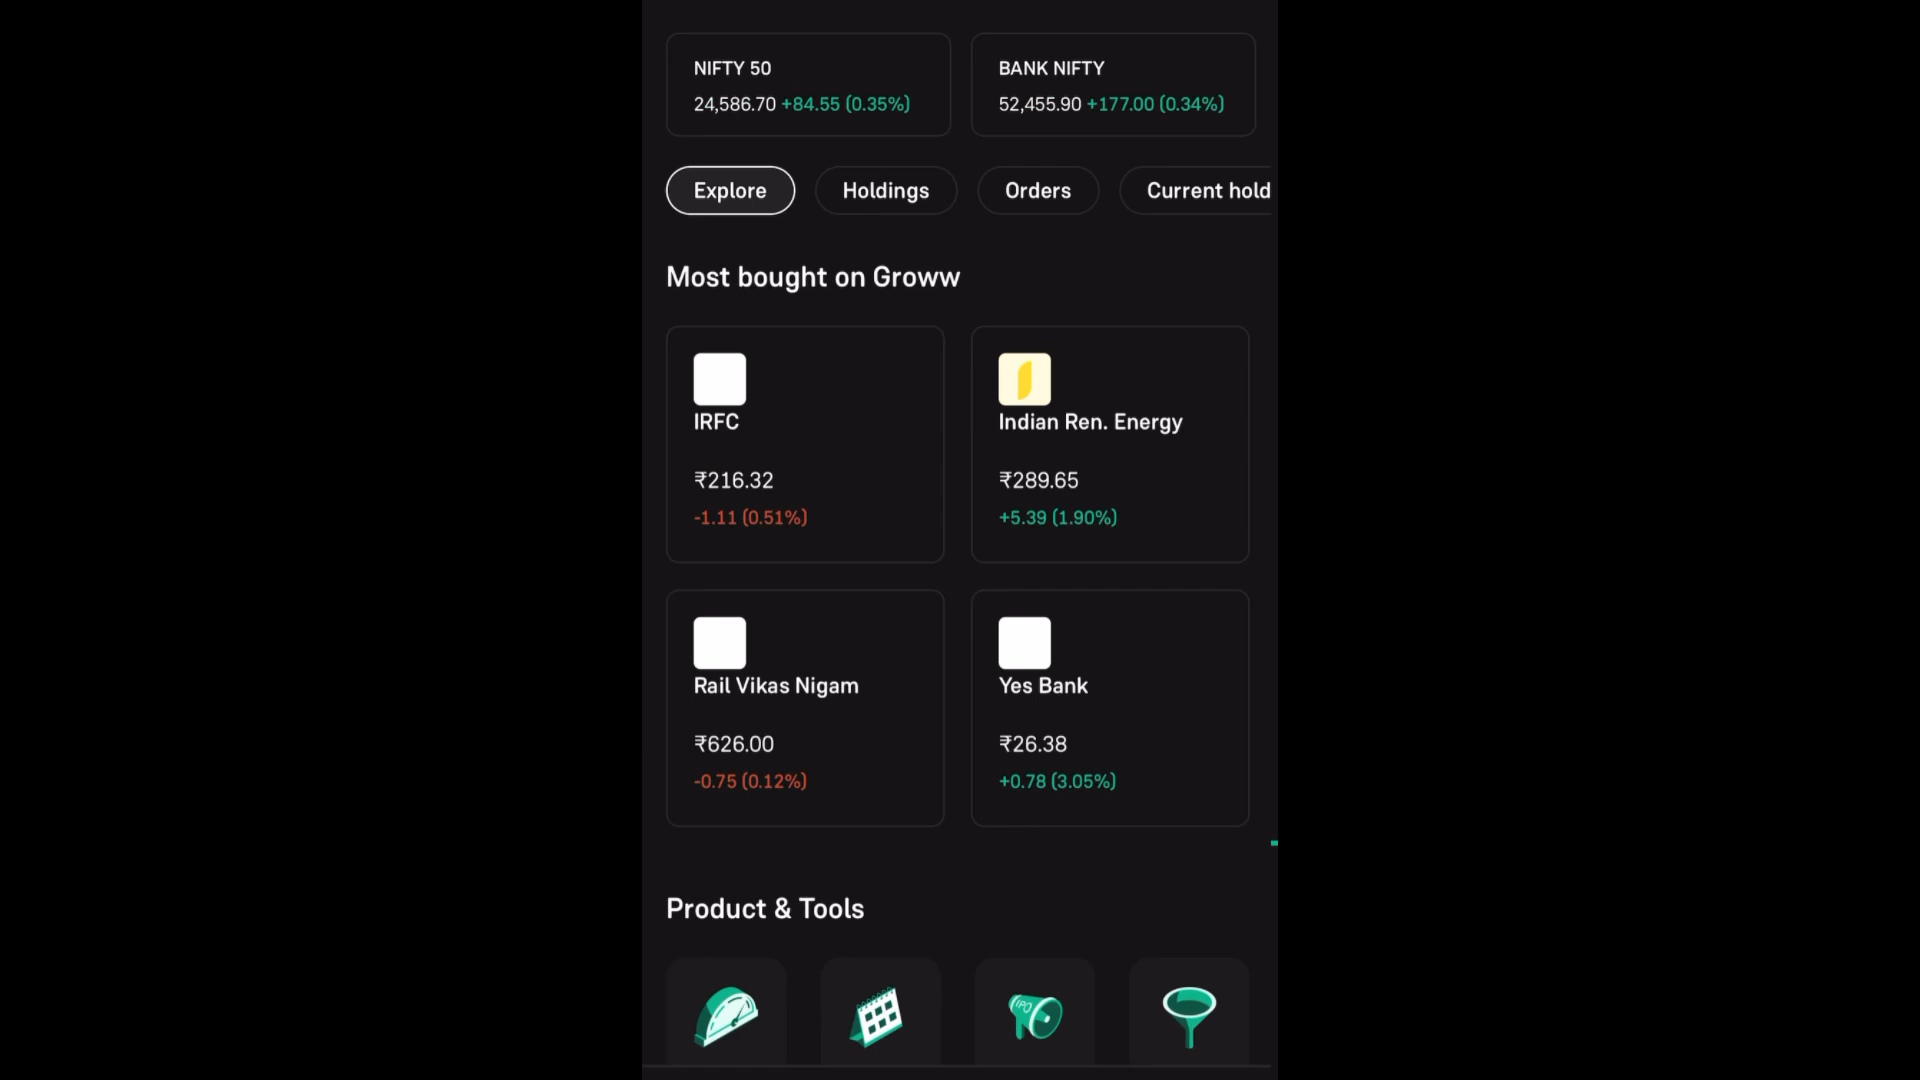 NIFTY 50
24,586.70 +84.55 (0.35%)
BANK NIFTY
52,455.90 +177.00 (0.34%)
Explore
Holdings
Orders
Current hold
Most bought on Groww
IRFC
₹216.32
-1.11 (0.51%)
Indian Ren. Energy
₹289.65
+5.39 (1.90%)
Rail Vikas Nigam
₹626.00
-0.75 (0.12%)
Yes Bank
₹26.38
+0.78 (3.05%)
Product & Tools
IPO